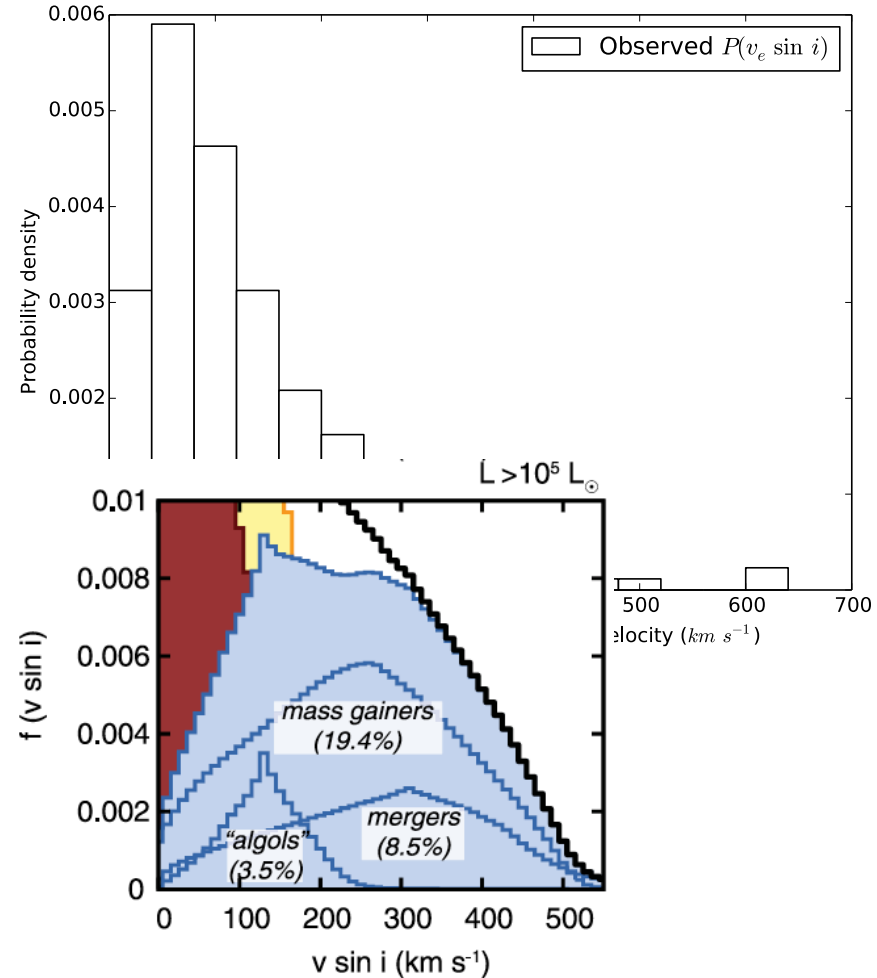 0.006
Observed P(v_e sin i)
0.005
0.004
Probability density
0.003
0.002
L >10⁵ L☉
0.01
0.008
500 600 700
elocity (km s⁻¹)
0.006
f (v sin i)
mass gainers
(19.4%)
0.004
0.002
mergers
(8.5%)
“algols”
(3.5%)
0
0 100 200 300 400 500
v sin i (km s⁻¹)